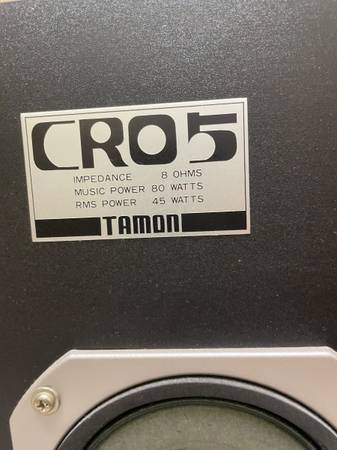 CRO5
IMPEDANCE 8 OHMS
MUSIC POWER 80 WATTS
RMS POWER 45 WATTS
TAMON